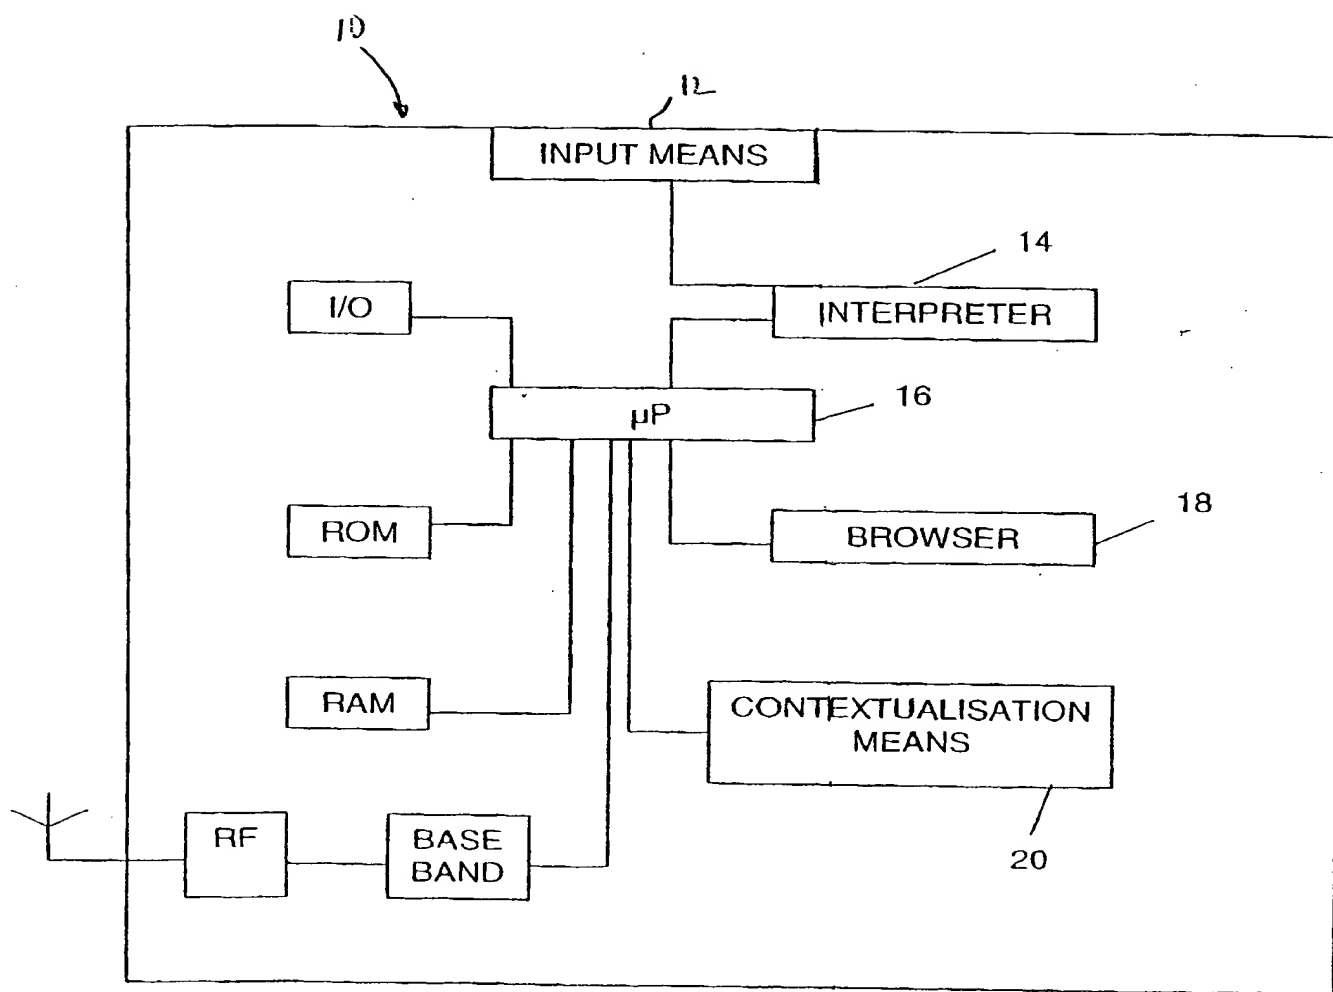 10
12
INPUT MEANS
14
I/O
INTERPRETER
16
µP
18
ROM
BROWSER
RAM
CONTEXTUALISATION
MEANS
RF
BASE
BAND
20